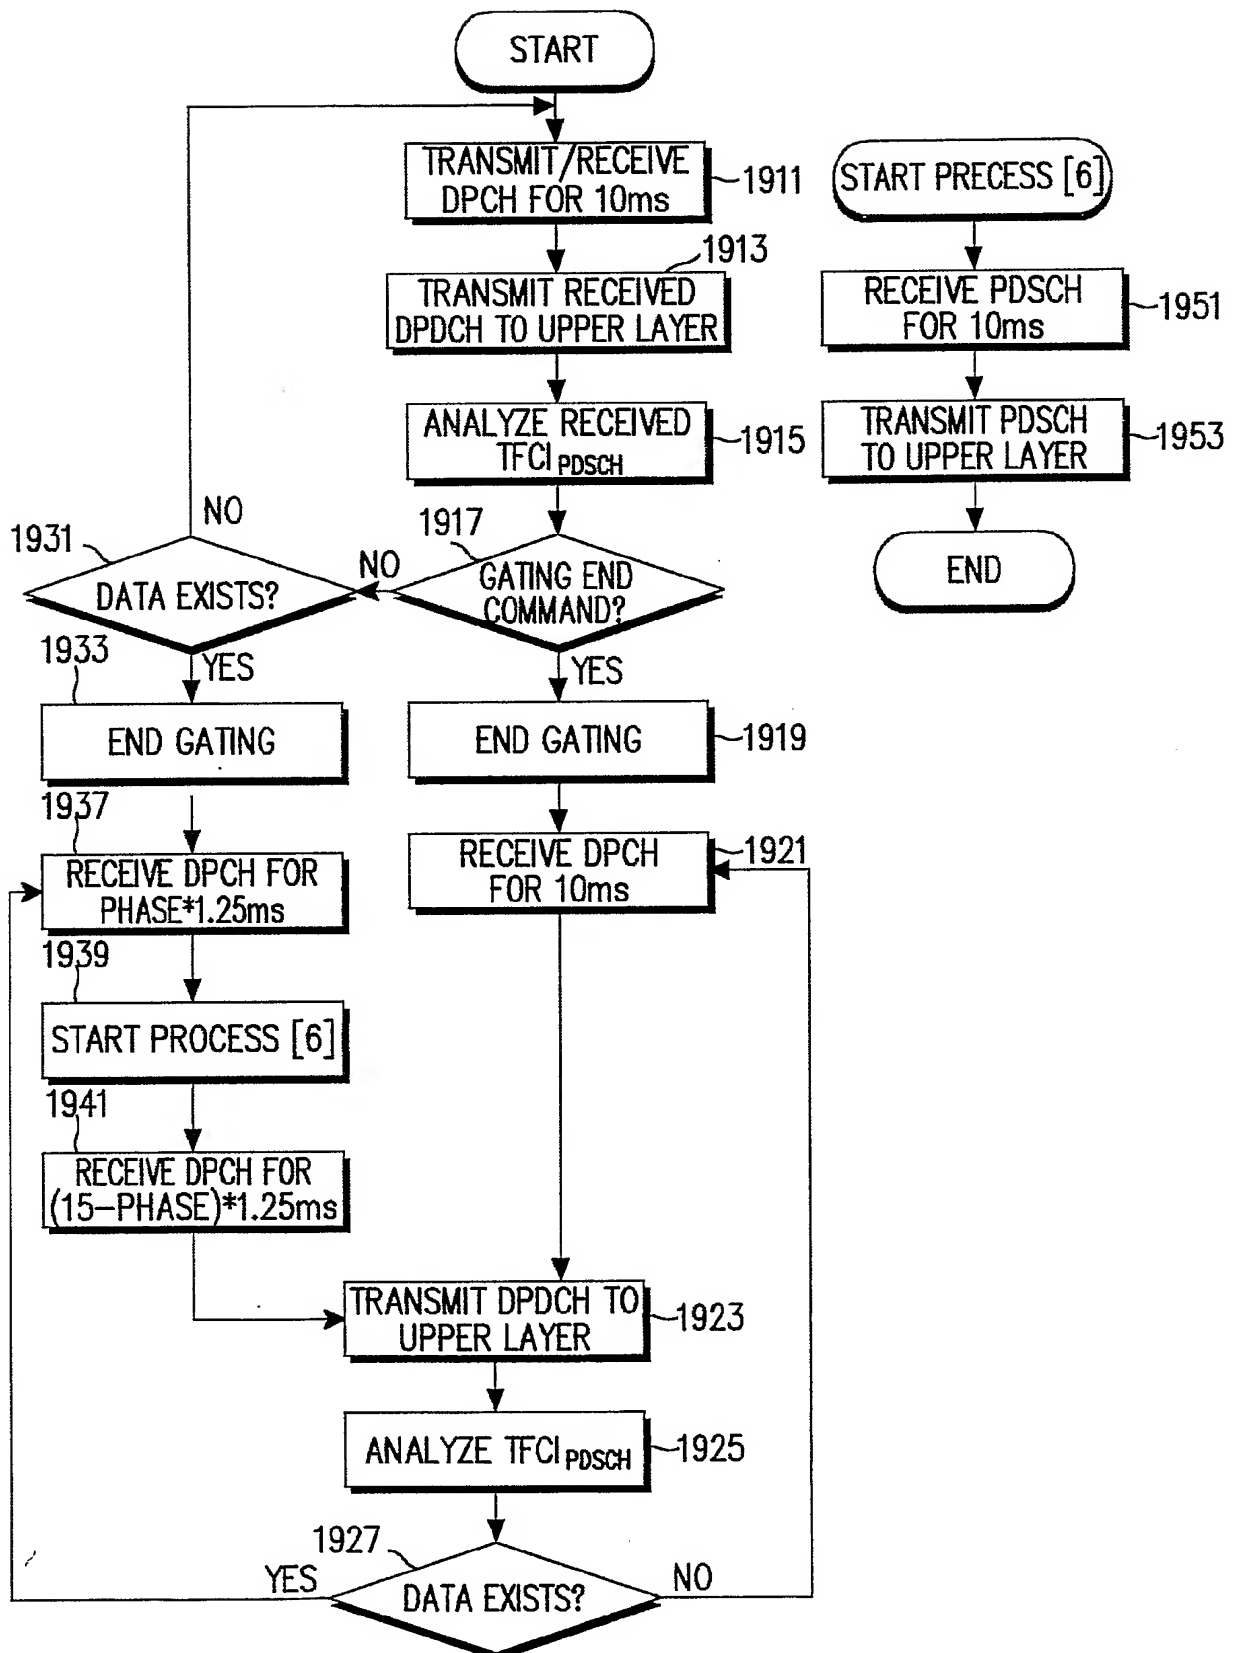 START
TRANSMIT/RECEIVE
DPCH FOR 10ms
1911
START PRECESS [6]
1913
TRANSMIT RECEIVED
DPDCH TO UPPER LAYER
RECEIVE PDSCH
FOR 10ms
1951
ANALYZE RECEIVED
TFCI PDSCH
1915
TRANSMIT PDSCH
TO UPPER LAYER
1953
NO
1931
DATA EXISTS?
NO
1917
GATING END
COMMAND?
END
YES
YES
1933
END GATING
END GATING
1919
1937
RECEIVE DPCH FOR
PHASE*1.25ms
RECEIVE DPCH
FOR 10ms
1921
1939
START PROCESS [6]
1941
RECEIVE DPCH FOR
(15-PHASE)*1.25ms
TRANSMIT DPDCH TO
UPPER LAYER
1923
ANALYZE TFCI PDSCH
1925
1927
YES
DATA EXISTS?
NO